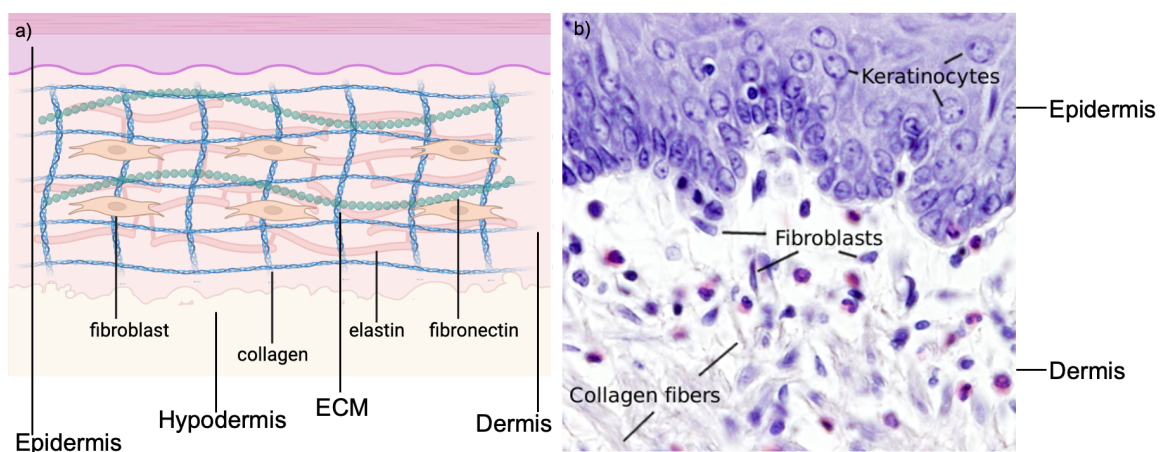 a)
fibroblast
collagen
elastin
fibronectin
Epidermis
Hypodermis
ECM
Dermis
b)
Keratinocytes
Epidermis
Fibroblasts
Collagen fibers
Dermis